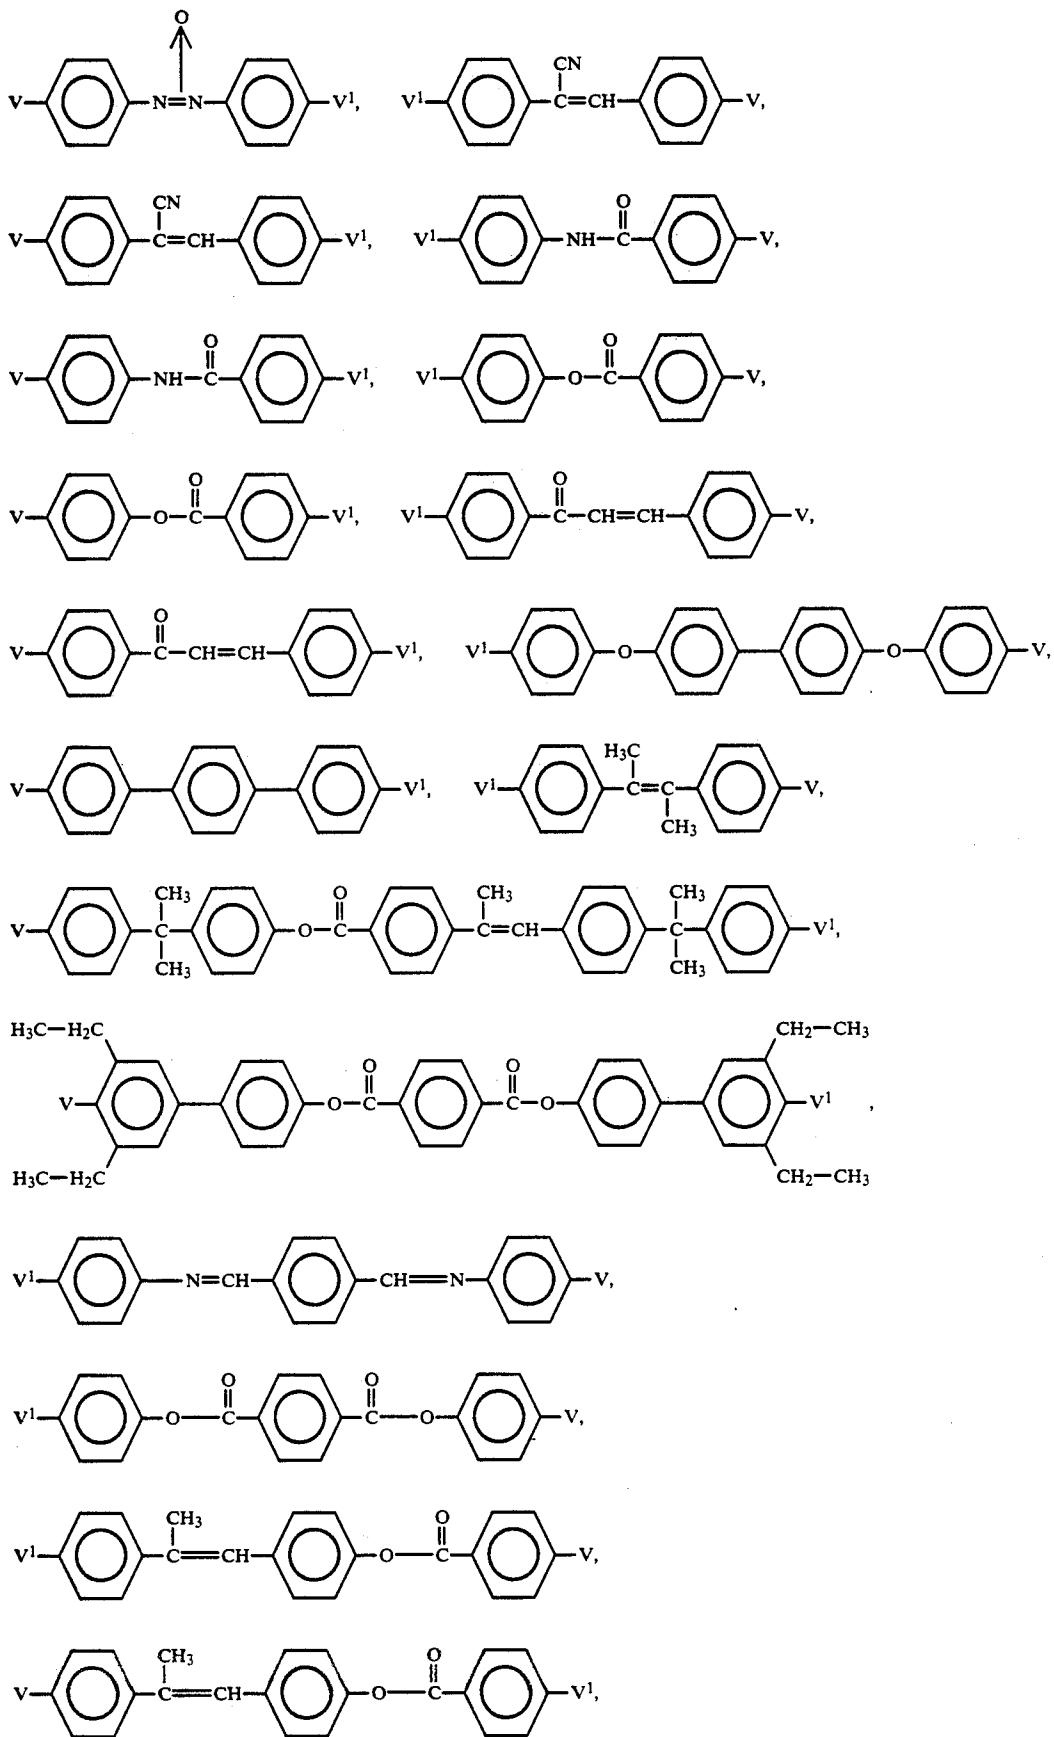 O
V N=N V¹, CN
V¹ C=CH V,
CN
V C=CH V¹, O
V¹ NH C V,
O
V NH C V¹, O
V¹ O C V,
O
V O C V¹, O
V¹ C CH=CH V,
O
V C CH=CH V¹, V¹ O O V,
V V¹, H₃C
V¹ C=C V,
CH₃
CH₃ O CH₃ CH₃
V C O C C=CH C V¹,
CH₃ CH₃
H₃C-H₂C CH₂-CH₃
O O
V O C C O V¹ ,
H₃C-H₂C CH₂-CH₃
V¹ N=CH CH=N V,
O O
V¹ O C C O V,
CH₃ O
V¹ C=CH O C V,
CH₃ O
V C=CH O C V¹,